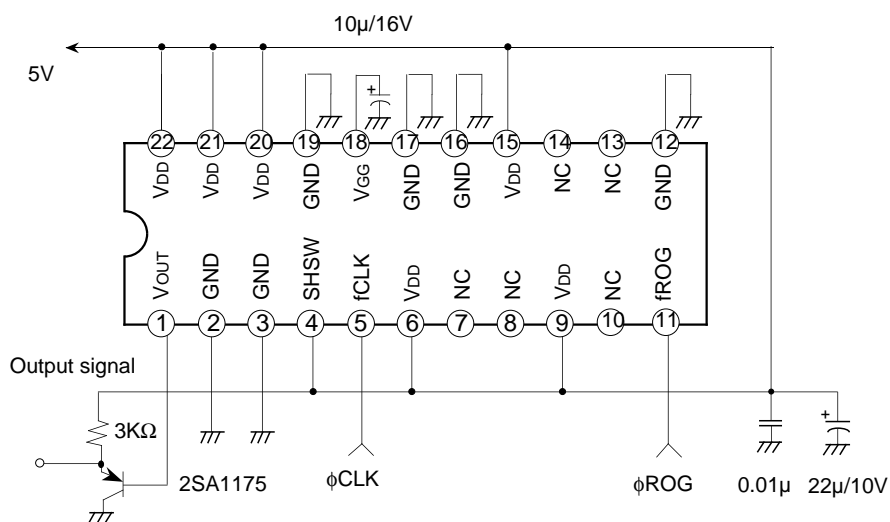 10µ/16V
5V
22 21 20 19 18 17 16 15 14 13 12
VDD VDD VDD GND VGG GND GND VDD NC NC GND
VOUT GND GND SHSW fCLK VDD NC NC VDD NC fROG
1 2 3 4 5 6 7 8 9 10 11
Output signal
3KΩ
2SA1175
ϕCLK
ϕROG
0.01µ
22µ/10V
+
+